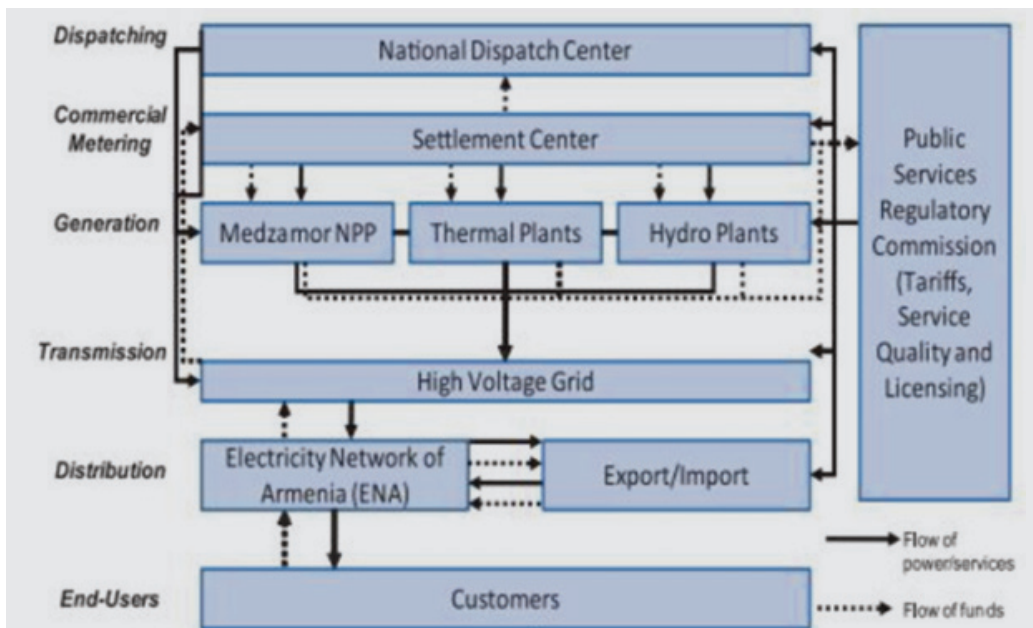 Dispatching
National Dispatch Center
Commercial
Metering
Settlement Center
Public
Services
Regulatory
Commission
(Tariffs,
Service
Quality and
Licensing)
Generation
Medzamor NPP
Thermal Plants
Hydro Plants
Transmission
High Voltage Grid
Distribution
Electricity Network of
Armenia (ENA)
Export/Import
Flow of
power/services
End-Users
Customers
Flow of funds